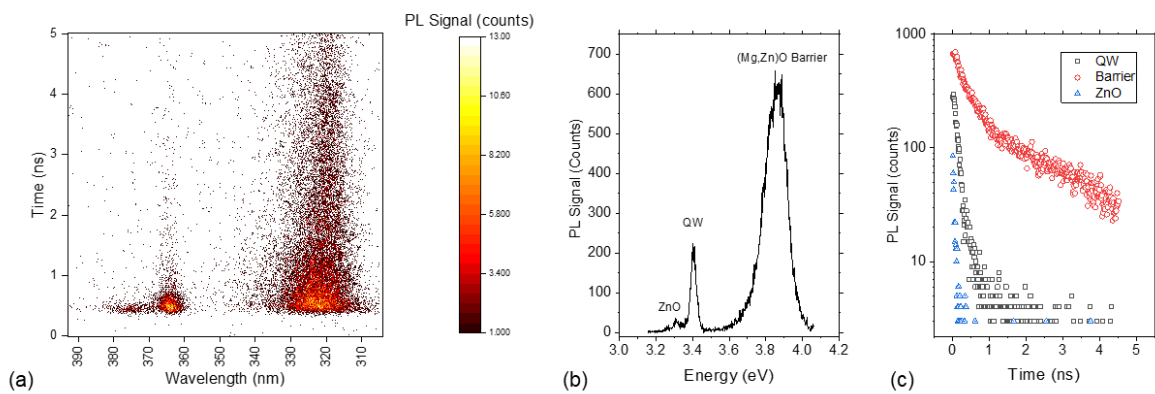 PL Signal (counts)
5
4
3
2
1
0
Time (ns)
390
380
370
360
350
340
330
320
310
Wavelength (nm)
13.00
10.60
8.200
5.800
3.400
1.000
(a)
700
600
500
400
300
200
100
0
PL Signal (Counts)
(Mg,Zn)O Barrier
QW
ZnO
3.0 3.2 3.4 3.6 3.8 4.0 4.2
Energy (eV)
(b)
1000
100
10
PL Signal (counts)
QW
Barrier
ZnO
0 1 2 3 4 5
Time (ns)
(c)